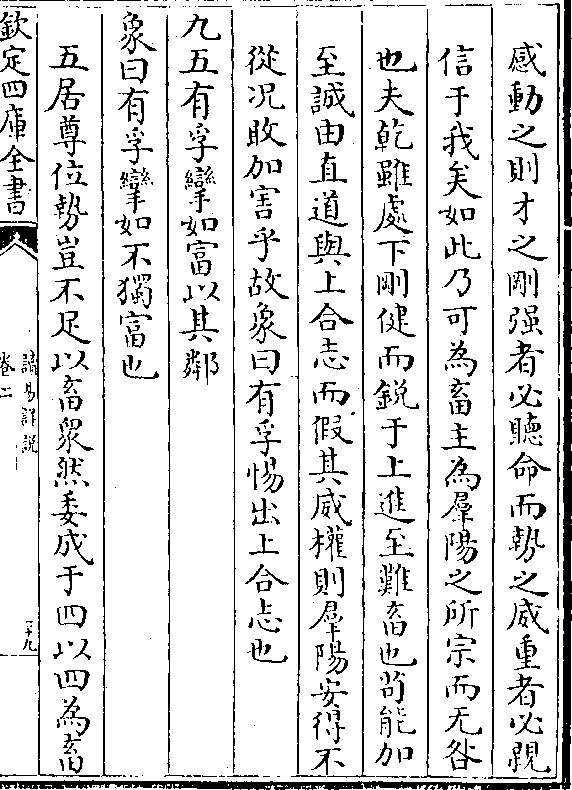 感動之則才之剛强者必聽命而勢之威重者必親
信于我矣如此乃可為畜主為羣陽之所宗而无咎
也夫乾雖處下剛健而銳于上進至難畜也茍能加
至誠由直道與上合志而假其威權則羣陽安得不
從况敢加害乎故象曰有孚惕出上合志也
九五有孚攣如富以其鄰
象曰有孚攣如不獨富也
五居尊位勢豈不足以畜衆然委成于四以四為畜
欽定四庫全書
讀易詳說
卷二
二十九